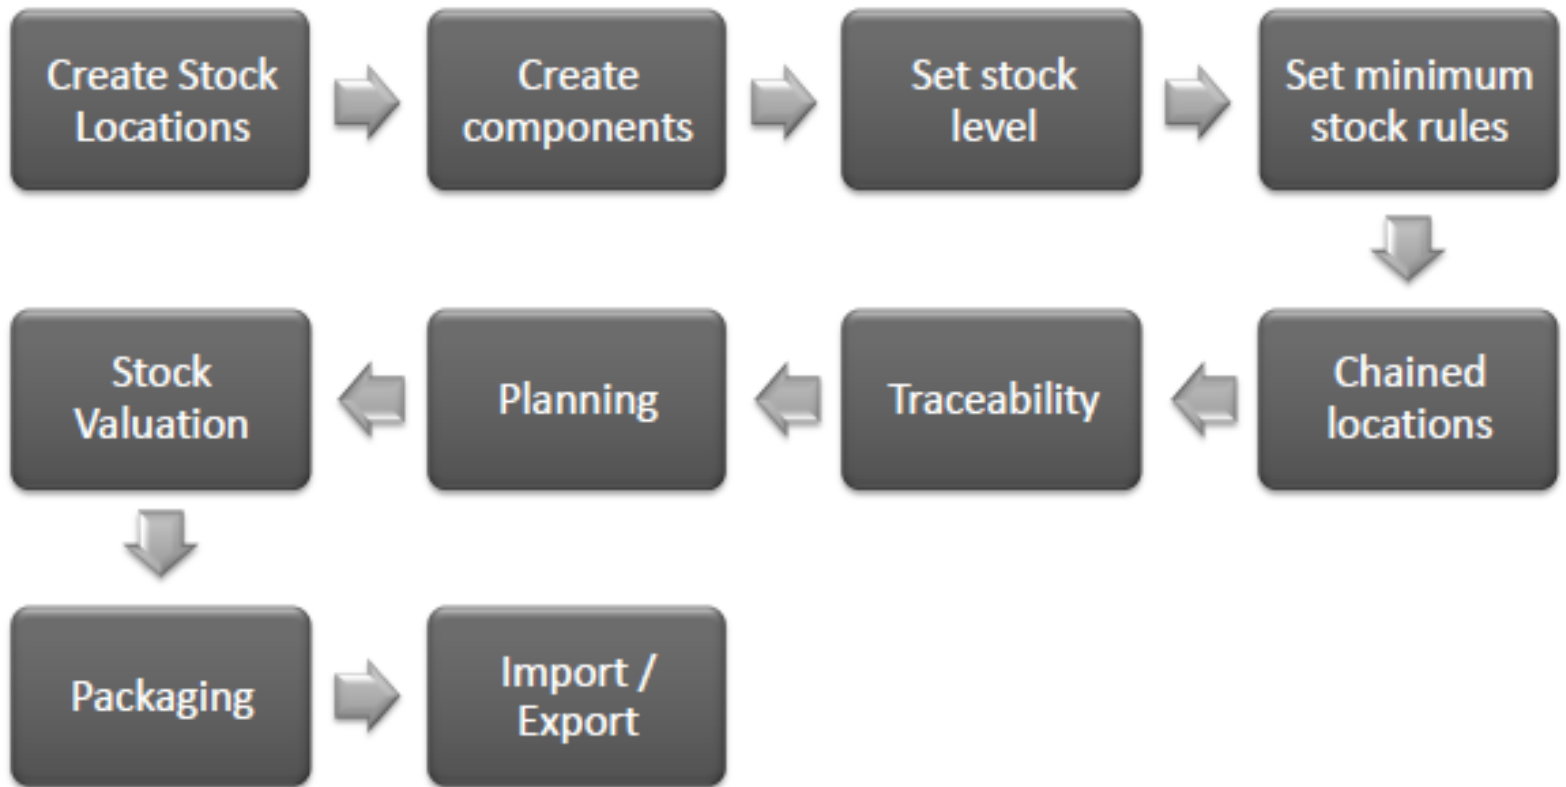 Create Stock
Locations
Create
components
Set stock
level
Set minimum
stock rules
Chained
locations
Traceability
Planning
Stock
Valuation
Packaging
Import /
Export